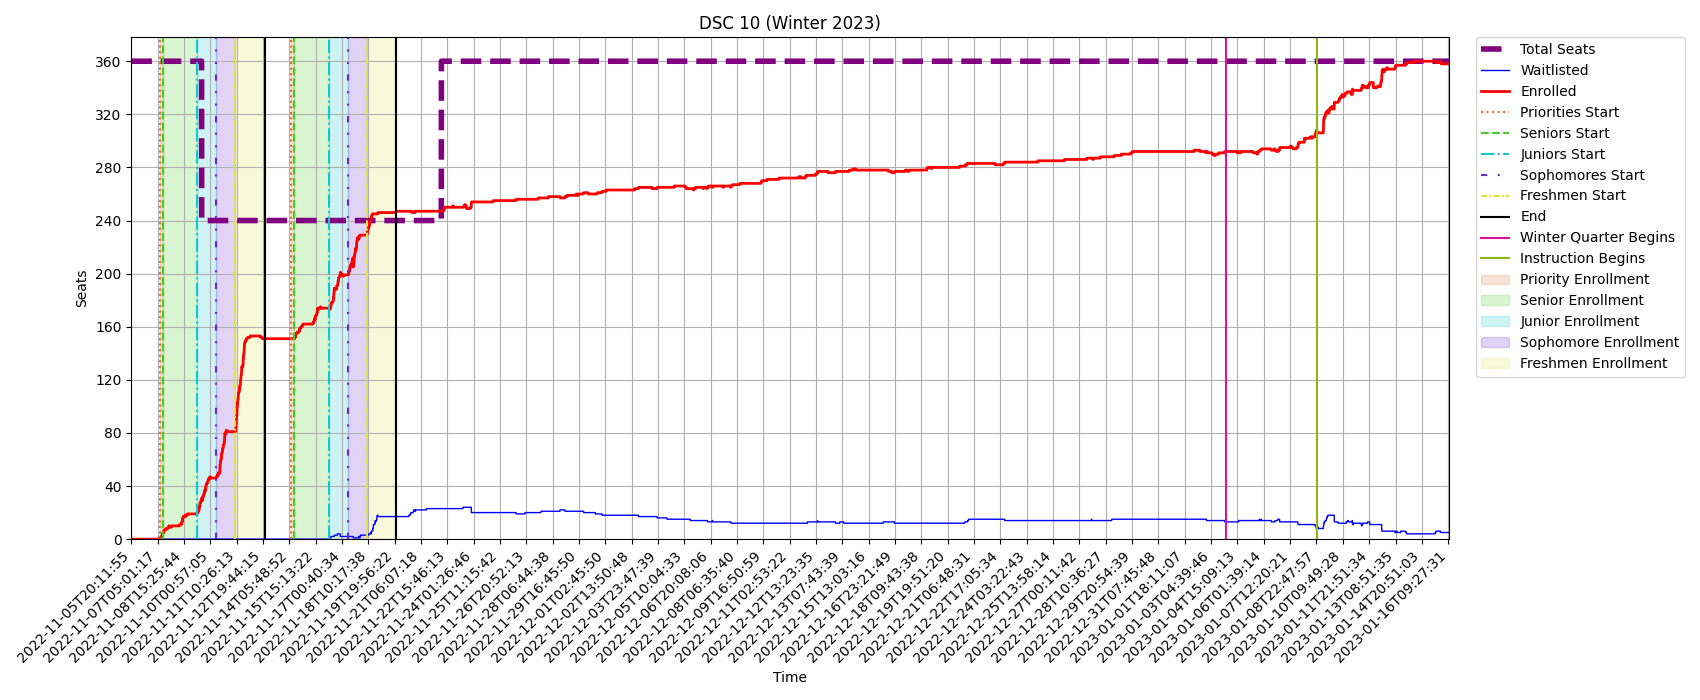 DSC 10 (Winter 2023)
Seats
360
320
280
240
200
160
120
80
40
0
2022-11-05T20:11:55
2022-11-07T05:01:17
2022-11-08T15:25:44
2022-11-10T00:57:05
2022-11-11T10:26:13
2022-11-12T19:44:15
2022-11-14T05:48:52
2022-11-15T15:13:22
2022-11-17T00:40:34
2022-11-18T10:17:38
2022-11-19T19:56:22
2022-11-21T06:07:18
2022-11-22T15:46:13
2022-11-24T01:26:46
2022-11-25T11:15:42
2022-11-26T20:52:13
2022-11-28T06:44:38
2022-11-29T16:45:50
2022-12-01T02:45:50
2022-12-02T13:50:48
2022-12-03T23:47:39
2022-12-05T10:04:33
2022-12-06T20:08:06
2022-12-08T06:35:40
2022-12-09T16:50:59
2022-12-11T02:53:22
2022-12-12T13:23:35
2022-12-13T07:43:39
2022-12-15T13:03:16
2022-12-16T23:21:49
2022-12-18T09:43:38
2022-12-19T19:51:20
2022-12-21T06:48:31
2022-12-22T17:05:34
2022-12-24T03:22:43
2022-12-25T13:58:14
2022-12-27T00:11:42
2022-12-28T10:36:27
2022-12-29T20:54:39
2022-12-31T07:45:48
2023-01-01T18:11:07
2023-01-03T04:39:46
2023-01-04T15:09:13
2023-01-06T01:39:14
2023-01-07T12:20:21
2023-01-08T22:47:57
2023-01-10T09:49:28
2023-01-11T21:51:34
2023-01-13T08:51:35
2023-01-14T20:51:03
2023-01-16T09:27:31
Time
Total Seats
Waitlisted
Enrolled
Priorities Start
Seniors Start
Juniors Start
Sophomores Start
Freshmen Start
End
Winter Quarter Begins
Instruction Begins
Priority Enrollment
Senior Enrollment
Junior Enrollment
Sophomore Enrollment
Freshmen Enrollment